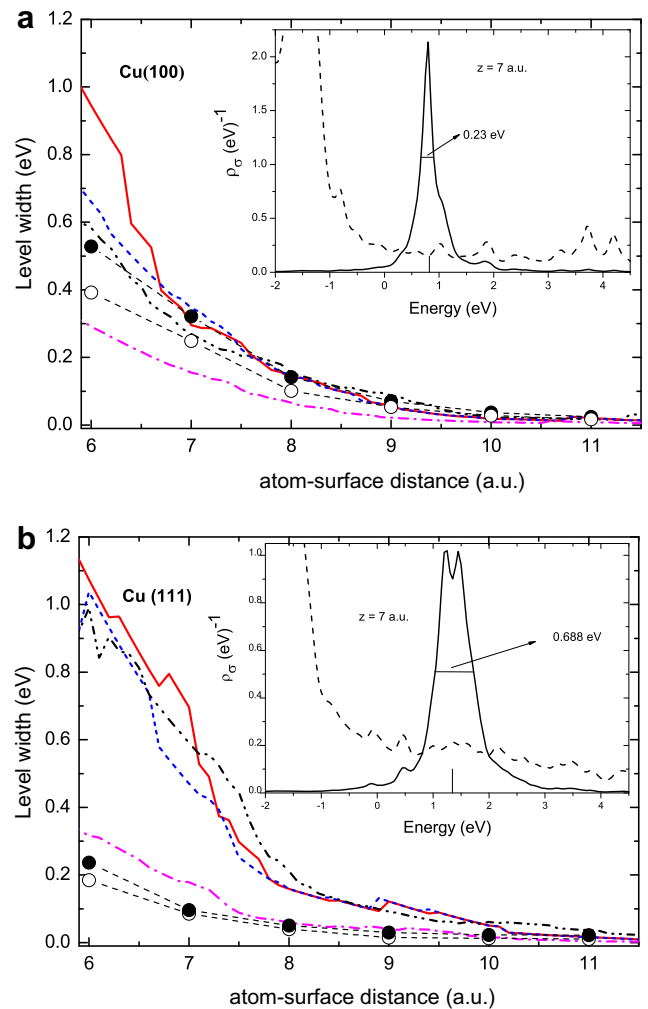 a
Cu(100)
z = 7 a.u.
0.23 eV
ρσ (eV)-1
2.0
1.5
1.0
0.5
0.0
-2 -1 0 1 2 3 4
Energy (eV)
Level width (eV)
1.2
1.0
0.8
0.6
0.4
0.2
0.0
6 7 8 9 10 11
atom-surface distance (a.u.)
b
Cu (111)
z = 7 a.u.
0.688 eV
ρσ (eV)-1
1.0
0.8
0.6
0.4
0.2
0.0
-2 -1 0 1 2 3 4
Energy (eV)
Level width (eV)
1.2
1.0
0.8
0.6
0.4
0.2
0.0
6 7 8 9 10 11
atom-surface distance (a.u.)